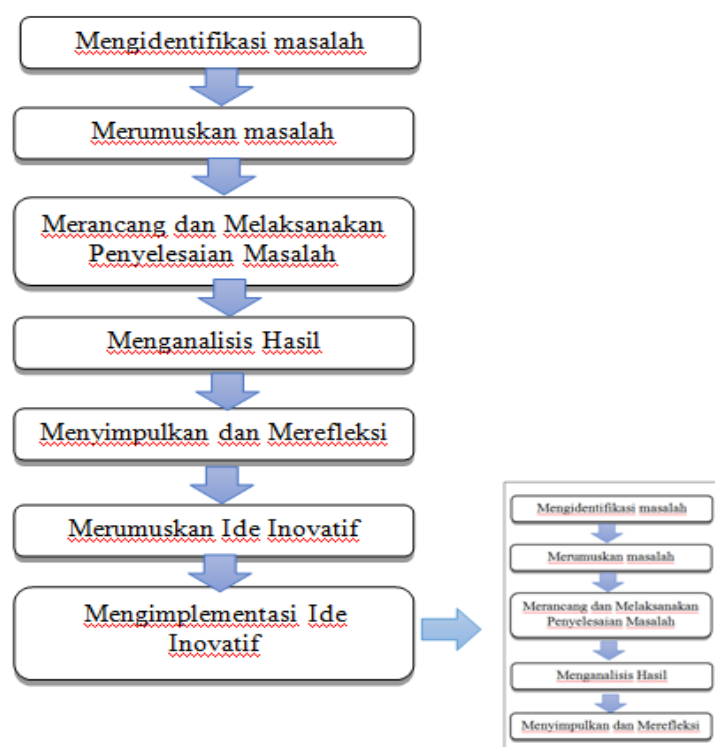 Mengidentifikasi masalah
Merumuskan masalah
Merancang dan Melaksanakan
Penyelesaian Masalah
Menganalisis Hasil
Menyimpulkan dan Merefleksi
Merumuskan Ide Inovatif
Mengimplementasi Ide
Inovatif
Mengidentifikasi masalah
Merumuskan masalah
Merancang dan Melaksanakan
Penyelesaian Masalah
Menganalisis Hasil
Menyimpulkan dan Merefleksi